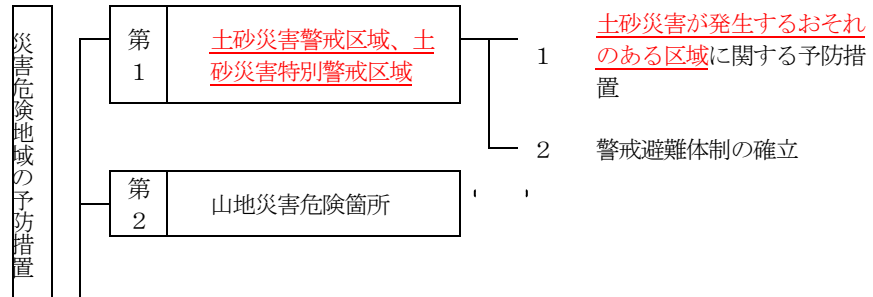 災害危険地域の予防措置
第
1
土砂災害警戒区域、土
砂災害特別警戒区域
1
土砂災害が発生するおそれ
のある区域に関する予防措
置
2
警戒避難体制の確立
第
2
山地災害危険箇所